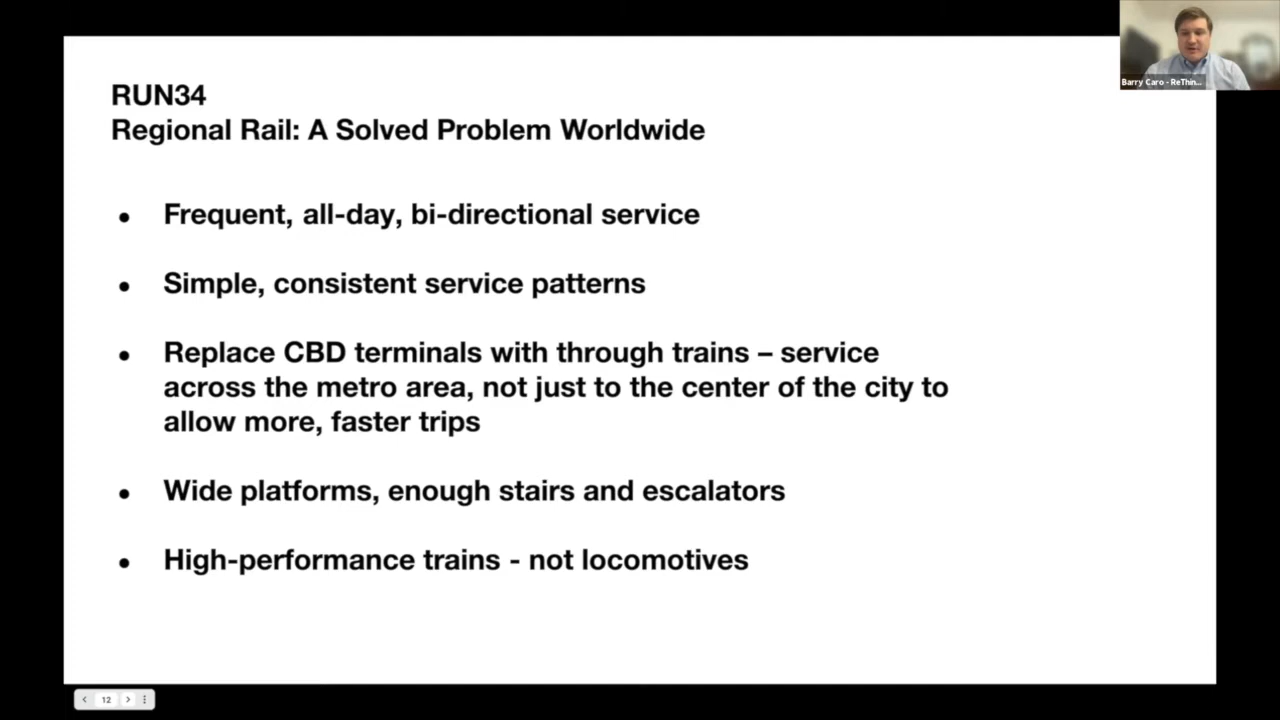 Barry Caro - ReThin...
RUN34
Regional Rail: A Solved Problem Worldwide
● Frequent, all-day, bi-directional service
● Simple, consistent service patterns
● Replace CBD terminals with through trains – service
across the metro area, not just to the center of the city to
allow more, faster trips
● Wide platforms, enough stairs and escalators
● High-performance trains - not locomotives
12